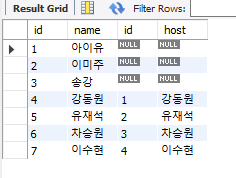 Result Grid Filter Rows:
id name id host
1 아이유 NULL NULL
2 이미주 NULL NULL
3 송강 NULL NULL
4 강동원 1 강동원
5 유재석 2 유재석
6 차승원 3 차승원
7 이수현 4 이수현